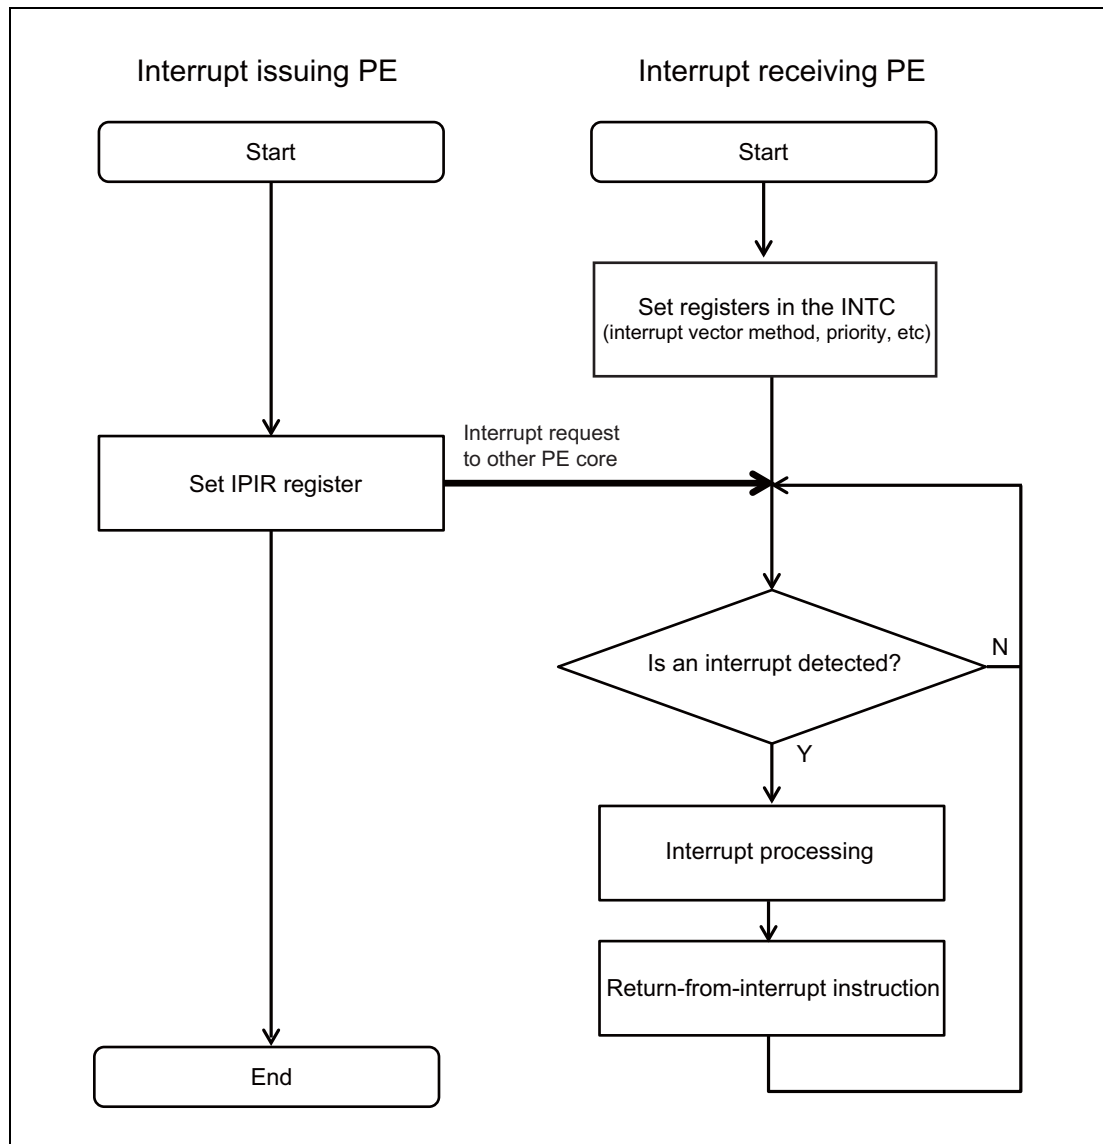 Interrupt issuing PE
Interrupt receiving PE
Start
Start
Set registers in the INTC
(interrupt vector method, priority, etc)
Interrupt request
to other PE core
Set IPIR register
Is an interrupt detected?
N
Y
Interrupt processing
Return-from-interrupt instruction
End